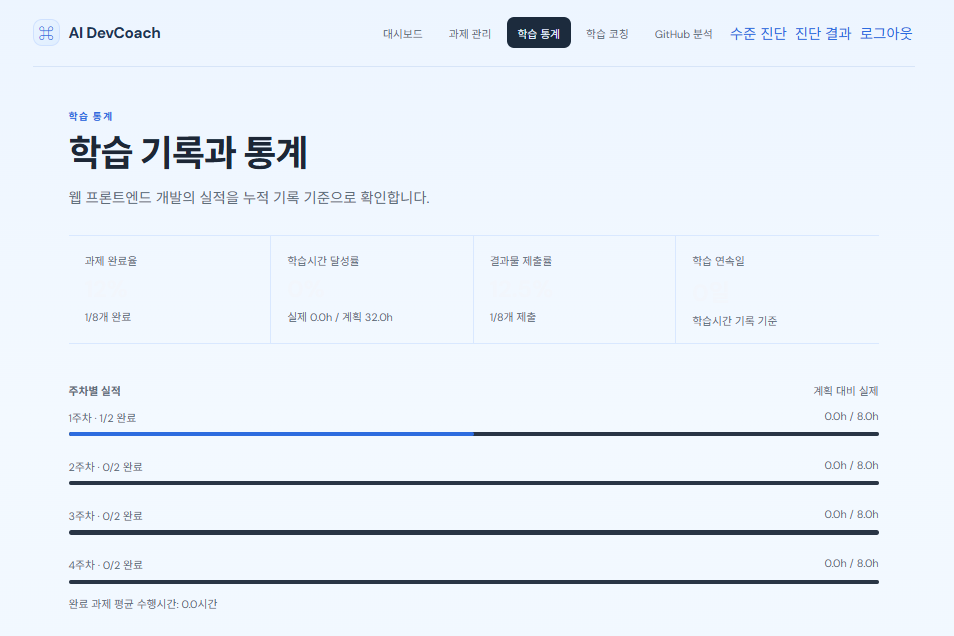 AI DevCoach
대시보드 과제 관리 학습 통계 학습 코칭 GitHub 분석 수준 진단 진단 결과 로그아웃
학습 통계
학습 기록과 통계
웹 프론트엔드 개발의 실적을 누적 기록 기준으로 확인합니다.
과제 완료율 학습시간 달성률 결과물 제출률 학습 연속일
1/8개 완료 실제 0.0h / 계획 32.0h 1/8개 제출 학습시간 기록 기준
주차별 실적 계획 대비 실제
1주차 · 1/2 완료 0.0h / 8.0h
2주차 · 0/2 완료 0.0h / 8.0h
3주차 · 0/2 완료 0.0h / 8.0h
4주차 · 0/2 완료 0.0h / 8.0h
완료 과제 평균 수행시간: 0.0시간